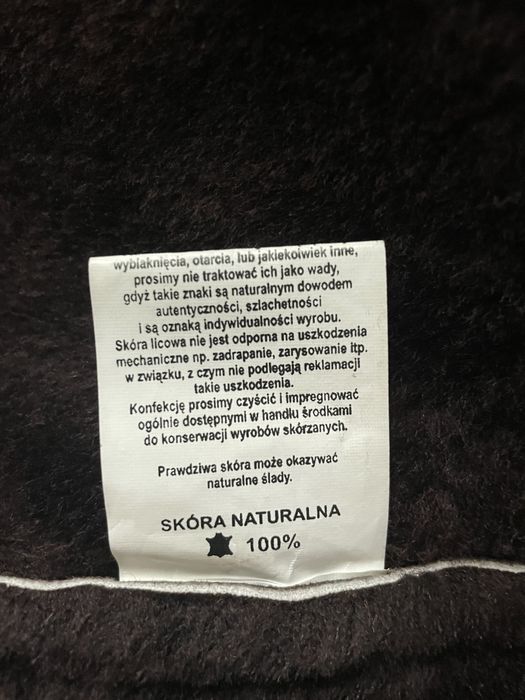 wyblaknięcia, otarcia, lub jakiekolwiek inne,
prosimy nie traktować ich jako wady,
gdyż takie znaki są naturalnym dowodem
autentyczności, szlachetności
i są oznaką indywidualności wyrobu.
Skóra licowa nie jest odporna na uszkodzenia
mechaniczne np. zadrapanie, zarysowanie itp.
w związku, z czym nie podlegają reklamacji
takie uszkodzenia.
Konfekcję prosimy czyścić i impregnować
ogólnie dostępnymi w handlu środkami
do konserwacji wyrobów skórzanych.
Prawdziwa skóra może okazywać
naturalne ślady.
SKÓRA NATURALNA
100%